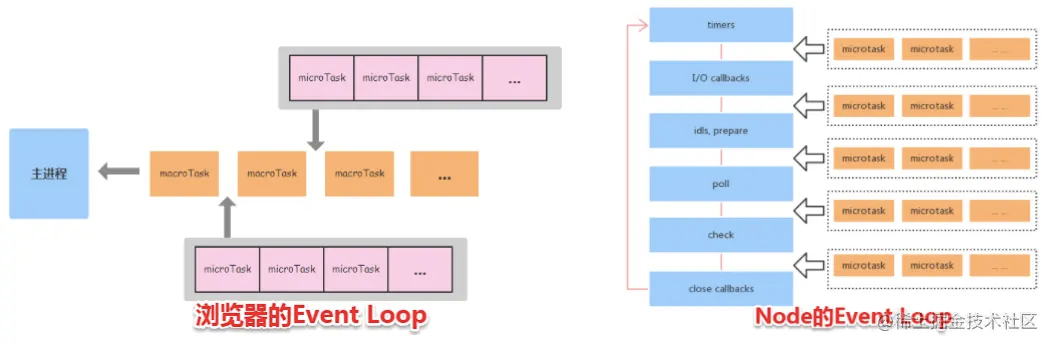 microTask microTask microTask ...
主进程
macroTask macroTask macroTask ...
microTask microTask microTask ...
浏览器的Event Loop
timers
microtask microtask ... ...
I/O callbacks
microtask microtask ... ...
idls, prepare
microtask microtask ... ...
poll
microtask microtask ... ...
check
microtask microtask ... ...
close callbacks
Node的Event Loop
@稀土掘金技术社区